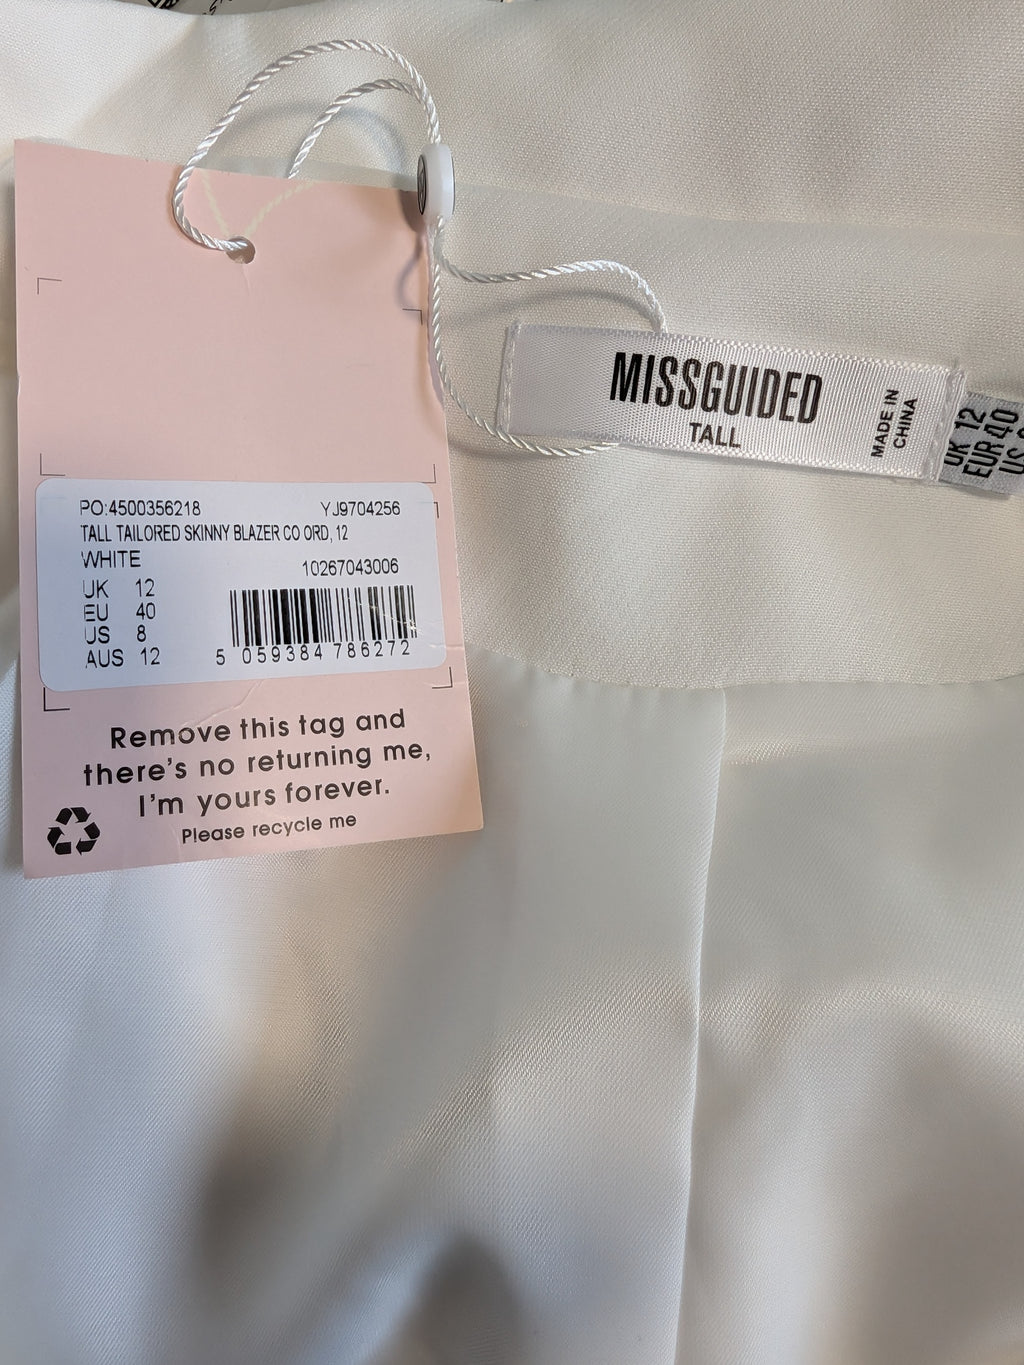 PO:4500356218 YJ9704256
TALL TAILORED SKINNY BLAZER CO ORD, 12
WHITE
10267043006
UK 12
EU 40
US 8
AUS 12
5 059384 786272
Remove this tag and
there's no returning me,
I'm yours forever.
Please recycle me
MISSGUIDED
TALL
MADE IN
CHINA
UK 12
EUR 40
US